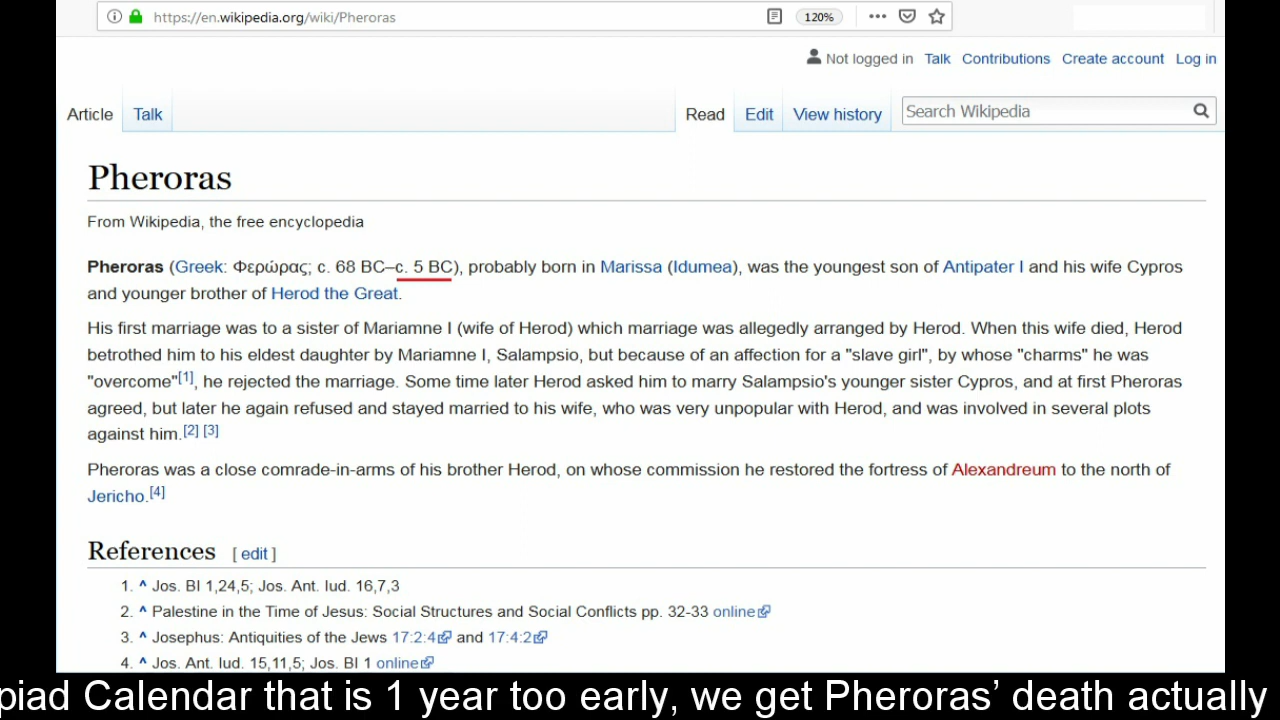 https://en.wikipedia.org/wiki/Pheroras 120%
Not logged in Talk Contributions Create account Log in
Article Talk Read Edit View history Search Wikipedia
Pheroras
From Wikipedia, the free encyclopedia
Pheroras (Greek: Φερώρας; c. 68 BC–c. 5 BC), probably born in Marissa (Idumea), was the youngest son of Antipater I and his wife Cypros
and younger brother of Herod the Great.
His first marriage was to a sister of Mariamne I (wife of Herod) which marriage was allegedly arranged by Herod. When this wife died, Herod
betrothed him to his eldest daughter by Mariamne I, Salampsio, but because of an affection for a "slave girl", by whose "charms" he was
"overcome"[1], he rejected the marriage. Some time later Herod asked him to marry Salampsio's younger sister Cypros, and at first Pheroras
agreed, but later he again refused and stayed married to his wife, who was very unpopular with Herod, and was involved in several plots
against him.[2] [3]
Pheroras was a close comrade-in-arms of his brother Herod, on whose commission he restored the fortress of Alexandreum to the north of
Jericho.[4]
References [ edit ]
1. ^ Jos. BI 1,24,5; Jos. Ant. Iud. 16,7,3
2. ^ Palestine in the Time of Jesus: Social Structures and Social Conflicts pp. 32-33 online
3. ^ Josephus: Antiquities of the Jews 17:2:4 and 17:4:2
4. ^ Jos. Ant. Iud. 15,11,5; Jos. BI 1 online
piad Calendar that is 1 year too early, we get Pheroras’ death actually